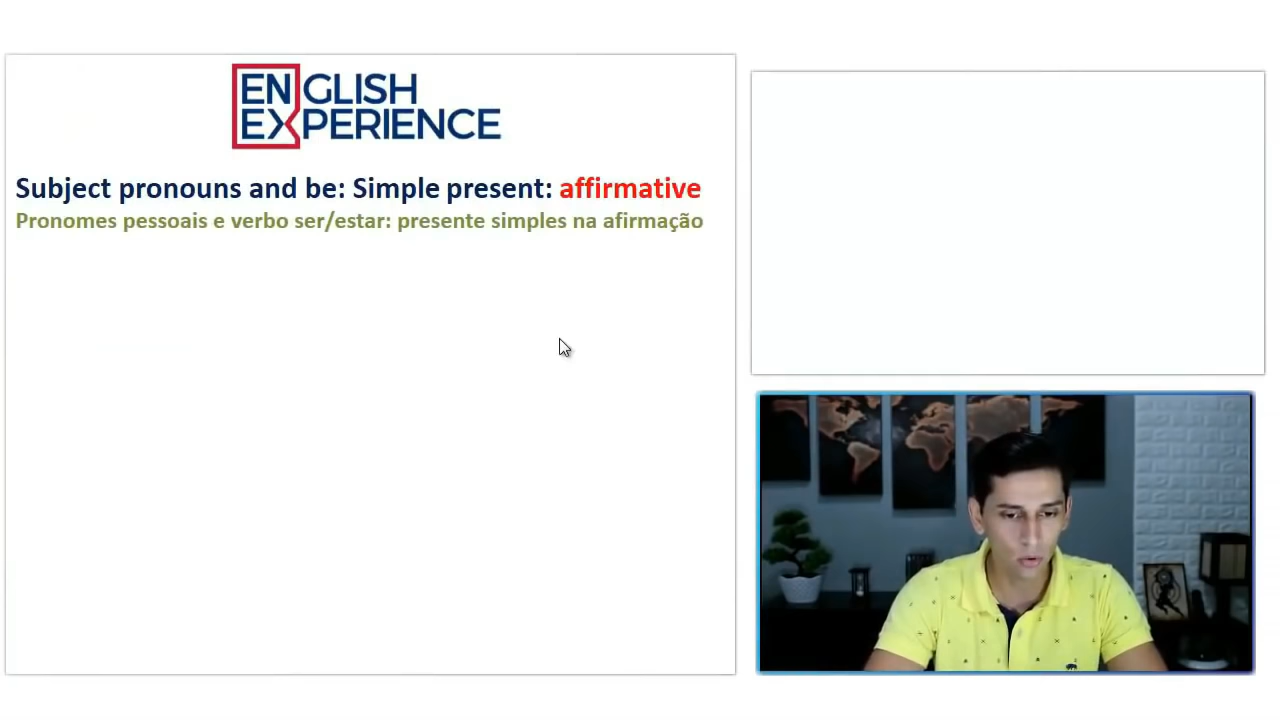 ENGLISH
EXPERIENCE
Subject pronouns and be: Simple present: affirmative
Pronomes pessoais e verbo ser/estar: presente simples na afirmação